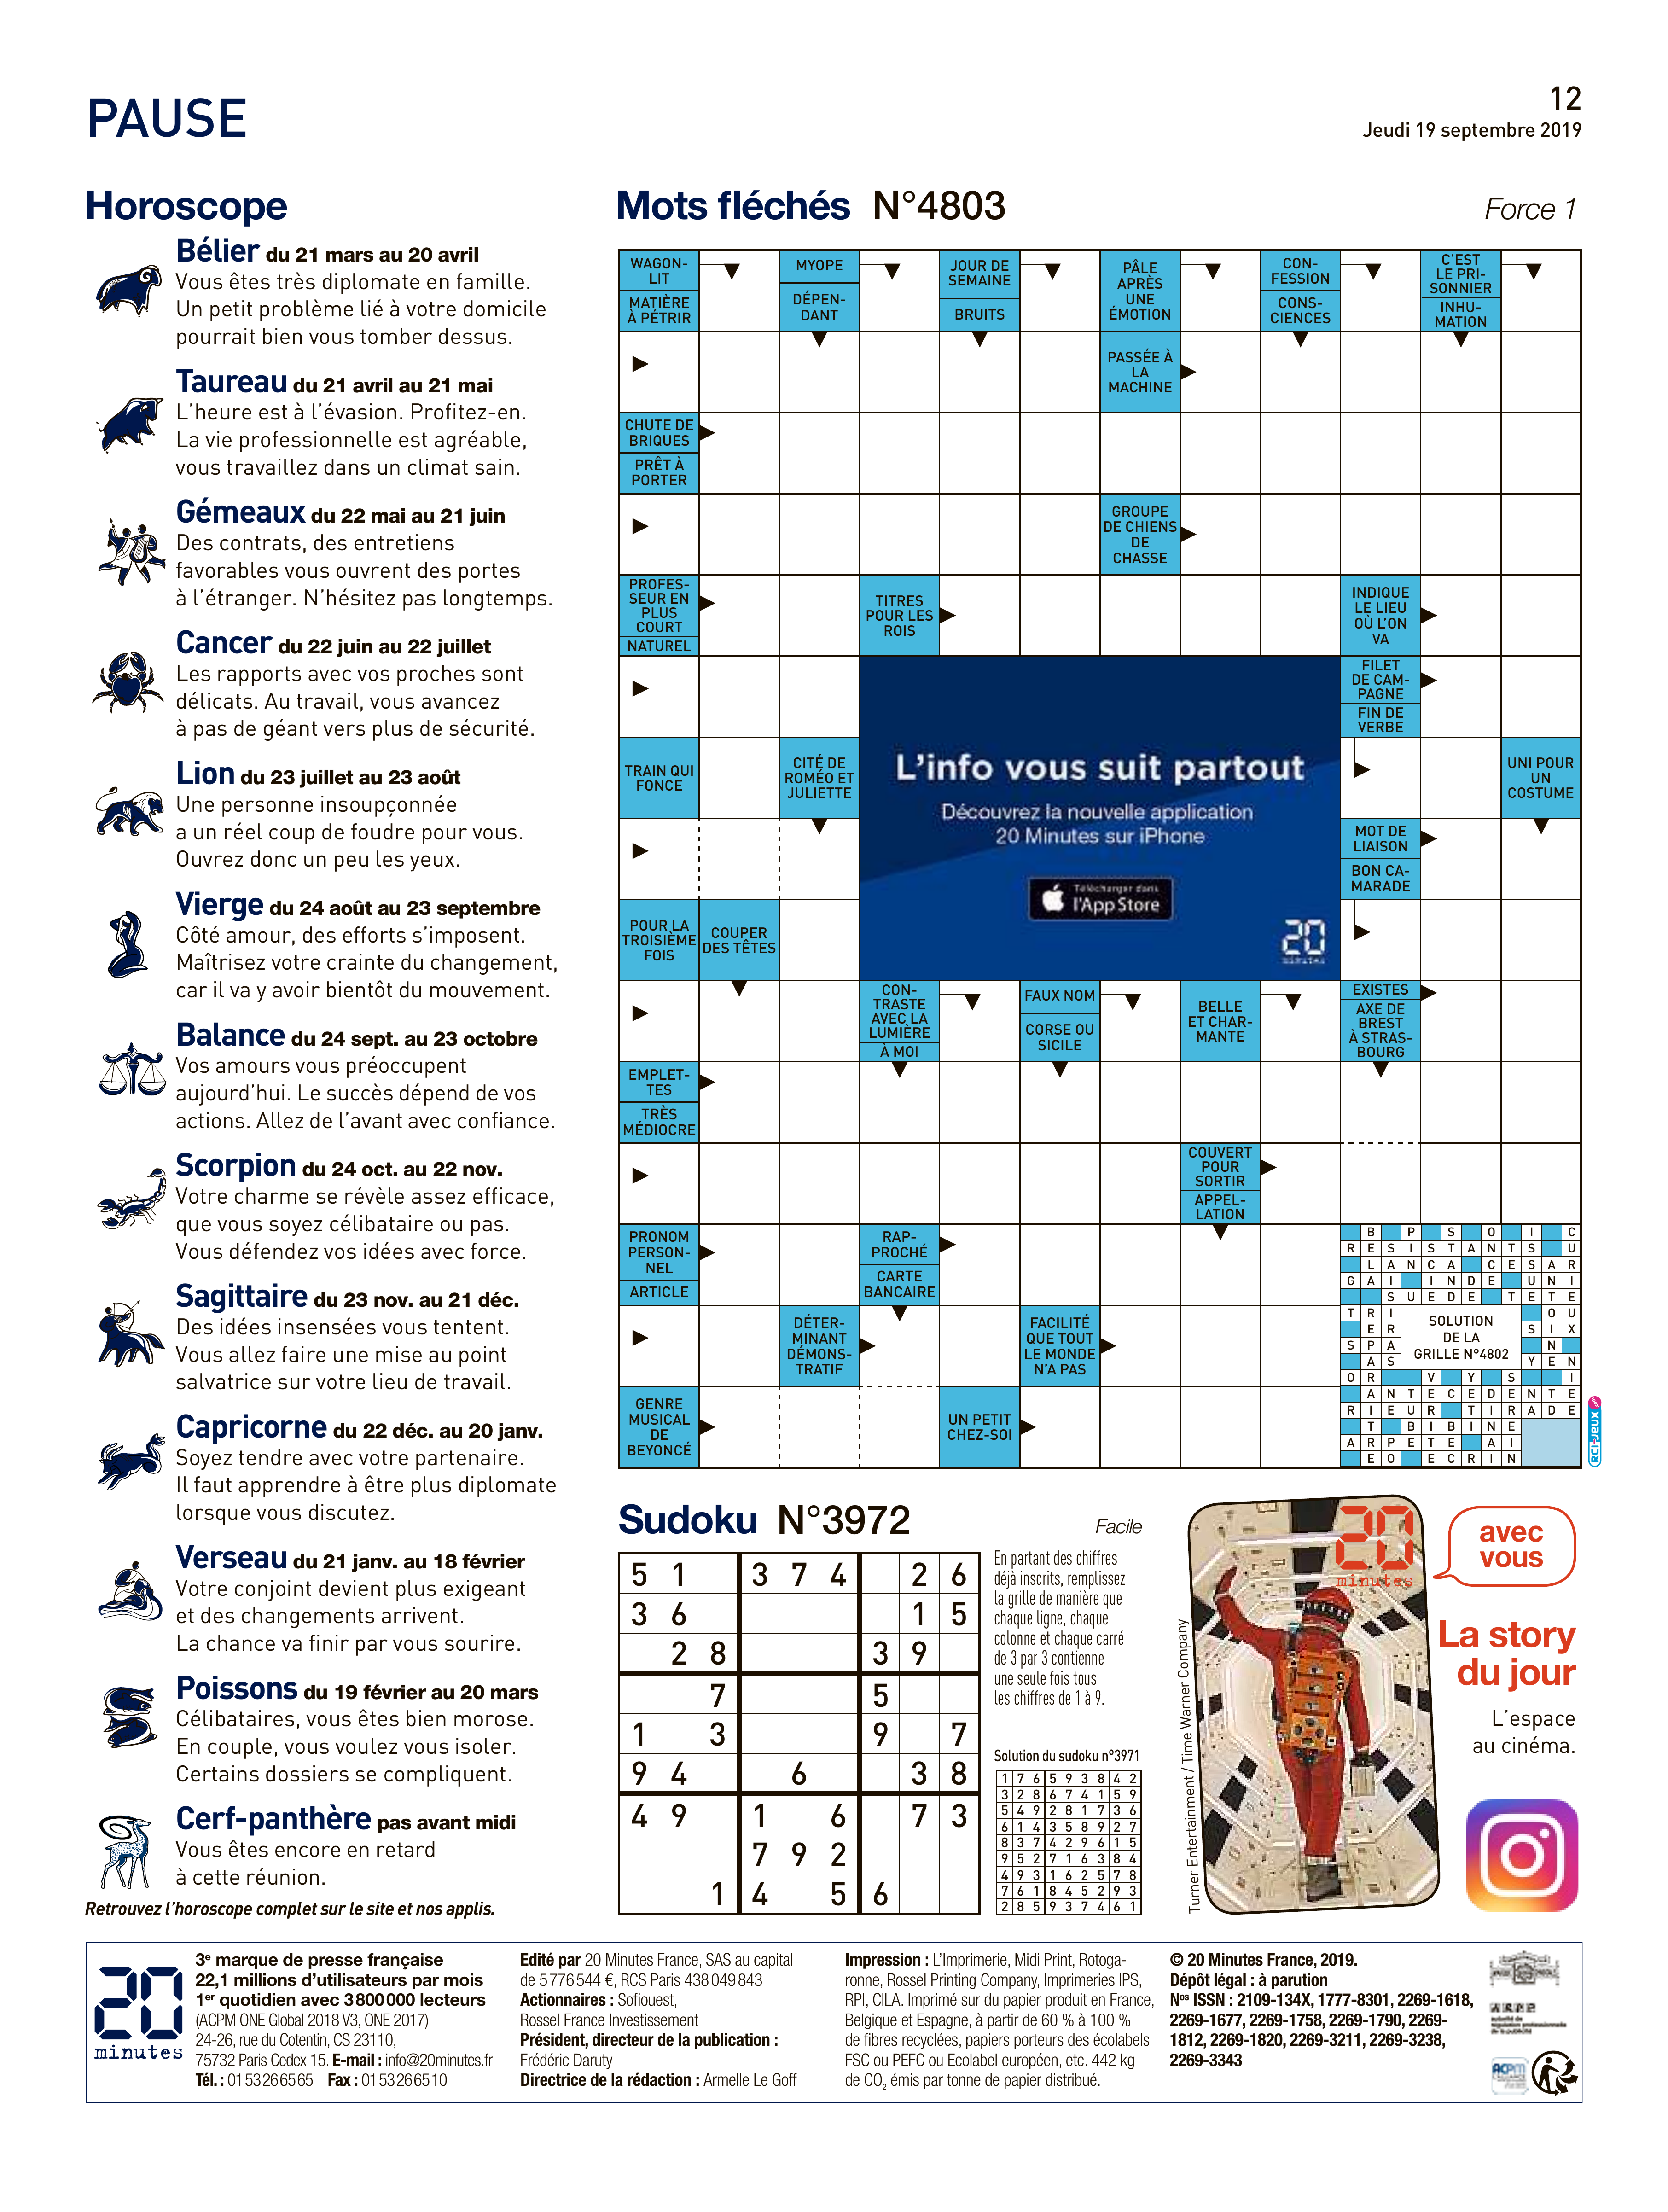 PAUSE
12
Jeudi 19 septembre 2019
Horoscope
Bélier du 21 mars au 20 avril
Vous êtes très diplomate en famille.
Un petit problème lié à votre domicile
pourrait bien vous tomber dessus.
Taureau du 21 avril au 21 mai
L'heure est à l'évasion. Profitez-en.
La vie professionnelle est agréable,
vous travaillez dans un climat sain.
Gémeaux du 22 mai au 21 juin
Des contrats, des entretiens
favorables vous ouvrent des portes
à l'étranger. N'hésitez pas longtemps.
Cancer du 22 juin au 22 juillet
Les rapports avec vos proches sont
délicats. Au travail, vous avancez
à pas de géant vers plus de sécurité.
Lion du 23 juillet au 23 août
Une personne insoupçonnée
a un réel coup de foudre pour vous.
Ouvrez donc un peu les yeux.
Vierge du 24 août au 23 septembre
Côté amour, des efforts s'imposent.
Maîtrisez votre crainte du changement,
car il va y avoir bientôt du mouvement.
Balance du 24 sept. au 23 octobre
Vos amours vous préoccupent
aujourd'hui. Le succès dépend de vos
actions. Allez de l'avant avec confiance.
Scorpion du 24 oct. au 22 nov.
Votre charme se révèle assez efficace,
que vous soyez célibataire ou pas.
Vous défendez vos idées avec force.
Sagittaire du 23 nov. au 21 déc.
Des idées insensées vous tentent.
Vous allez faire une mise au point
salvatrice sur votre lieu de travail.
Capricorne du 22 déc. au 20 janv.
Soyez tendre avec votre partenaire.
Il faut apprendre à être plus diplomate
lorsque vous discutez.
Verseau du 21 janv. au 18 février
Votre conjoint devient plus exigeant
et des changements arrivent.
La chance va finir par vous sourire.
Poissons du 19 février au 20 mars
Célibataires, vous êtes bien morose.
En couple, vous voulez vous isoler.
Certains dossiers se compliquent.
Cerf-panthère pas avant midi
Vous êtes encore en retard
à cette réunion.
Retrouvez l'horoscope complet sur le site et nos applis.
Mots fléchés N°4803
Force 1
WAGON-
LIT
MATIÈRE
À PÉTRIR
MYOPE
DÉPEN-
DANT
JOUR DE
SEMAINE
BRUITS
PÂLE
APRÈS
UNE
ÉMOTION
CON-
FESSION
CONS-
CIENCES
C'EST
LE PRI-
SONNIER
INHU-
MATION
PASSÉE À
LA
MACHINE
CHUTE DE
BRIQUES
PRÊT À
PORTER
GROUPE
DE CHIENS
DE
CHASSE
PROFES-
SEUR EN
PLUS
COURT
NATUREL
TITRES
POUR LES
ROIS
INDIQUE
LE LIEU
OÙ L'ON
VA
FILET
DE CAM-
PAGNE
FIN DE
VERBE
TRAIN QUI
FONCE
CITÉ DE
ROMÉO ET
JULIETTE
UNI POUR
UN
COSTUME
L'info vous suit partout
Découvrez la nouvelle application
20 Minutes sur iPhone
Télécharger dans
l'App Store
20
minutes
MOT DE
LIAISON
BON CA-
MARADE
POUR LA
TROISIÈME
FOIS
COUPER
DES TÊTES
CON-
TRASTE
AVEC LA
LUMIÈRE
À MOI
FAUX NOM
CORSE OU
SICILE
BELLE
ET CHAR-
MANTE
EXISTES
AXE DE
BREST
À STRAS-
BOURG
EMPLET-
TES
TRÈS
MÉDIOCRE
COUVERT
POUR
SORTIR
APPEL-
LATION
PRONOM
PERSON-
NEL
ARTICLE
RAP-
PROCHÉ
CARTE
BANCAIRE
DÉTER-
MINANT
DÉMONS-
TRATIF
FACILITÉ
QUE TOUT
LE MONDE
N'A PAS
GENRE
MUSICAL
DE
BEYONCÉ
UN PETIT
CHEZ-SOI
B P S O I C
R E S I S T A N T S U
L A N C A C E S A R
G A I I N D E U N I
S U E D E T E T E
T R I O U
E R S I X
S P A N
A S Y E N
O R V Y S I
A N T E C E D E N T E
R I E U R T I R A D E
T B I B I N E
A R P E T E A I
E O E C R I N
SOLUTION
DE LA
GRILLE N°4802
RCI-JEUX
Sudoku N°3972
Facile
5 1 3 7 4 2 6
3 6 1 5
2 8 3 9
7 5
1 3 9 7
9 4 6 3 8
4 9 1 6 7 3
7 9 2
1 4 5 6
En partant des chiffres
déjà inscrits, remplissez
la grille de manière que
chaque ligne, chaque
colonne et chaque carré
de 3 par 3 contienne
une seule fois tous
les chiffres de 1 à 9.
Solution du sudoku n°3971
1 7 6 5 9 3 8 4 2
3 2 8 6 7 4 1 5 9
5 4 9 2 8 1 7 3 6
6 1 4 3 5 8 9 2 7
8 3 7 4 2 9 6 1 5
9 5 2 7 1 6 3 8 4
4 9 3 1 6 2 5 7 8
7 6 1 8 4 5 2 9 3
2 8 5 9 3 7 4 6 1
Turner Entertainment / Time Warner Company
20
minutes
avec
vous
La story
du jour
L'espace
au cinéma.
20
minutes
3e marque de presse française
22,1 millions d'utilisateurs par mois
1er quotidien avec 3 800 000 lecteurs
(ACPM ONE Global 2018 V3, ONE 2017)
24-26, rue du Cotentin, CS 23110,
75732 Paris Cedex 15. E-mail : info@20minutes.fr
Tél. : 01 53 26 65 65 Fax : 01 53 26 65 10
Edité par 20 Minutes France, SAS au capital
de 5 776 544 €, RCS Paris 438 049 843
Actionnaires : Sofiouest,
Rossel France Investissement
Président, directeur de la publication :
Frédéric Daruty
Directrice de la rédaction : Armelle Le Goff
Impression : L'Imprimerie, Midi Print, Rotoga-
ronne, Rossel Printing Company, Imprimeries IPS,
RPI, CILA. Imprimé sur du papier produit en France,
Belgique et Espagne, à partir de 60 % à 100 %
de fibres recyclées, papiers porteurs des écolabels
FSC ou PEFC ou Ecolabel européen, etc. 442 kg
de CO2 émis par tonne de papier distribué.
© 20 Minutes France, 2019.
Dépôt légal : à parution
Nos ISSN : 2109-134X, 1777-8301, 2269-1618,
2269-1677, 2269-1758, 2269-1790, 2269-
1812, 2269-1820, 2269-3211, 2269-3238,
2269-3343
ARPP
autorité de
régulation professionnelle
de la publicité
ACPM